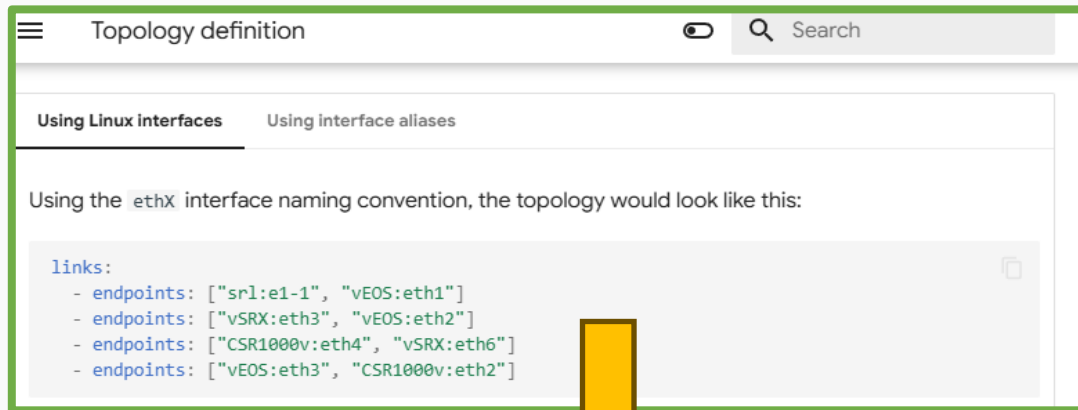 Topology definition
Search
Using Linux interfaces Using interface aliases
Using the ethX interface naming convention, the topology would look like this:
links:
  - endpoints: ["srl:e1-1", "vEOS:eth1"]
  - endpoints: ["vSRX:eth3", "vEOS:eth2"]
  - endpoints: ["CSR1000v:eth4", "vSRX:eth6"]
  - endpoints: ["vEOS:eth3", "CSR1000v:eth2"]